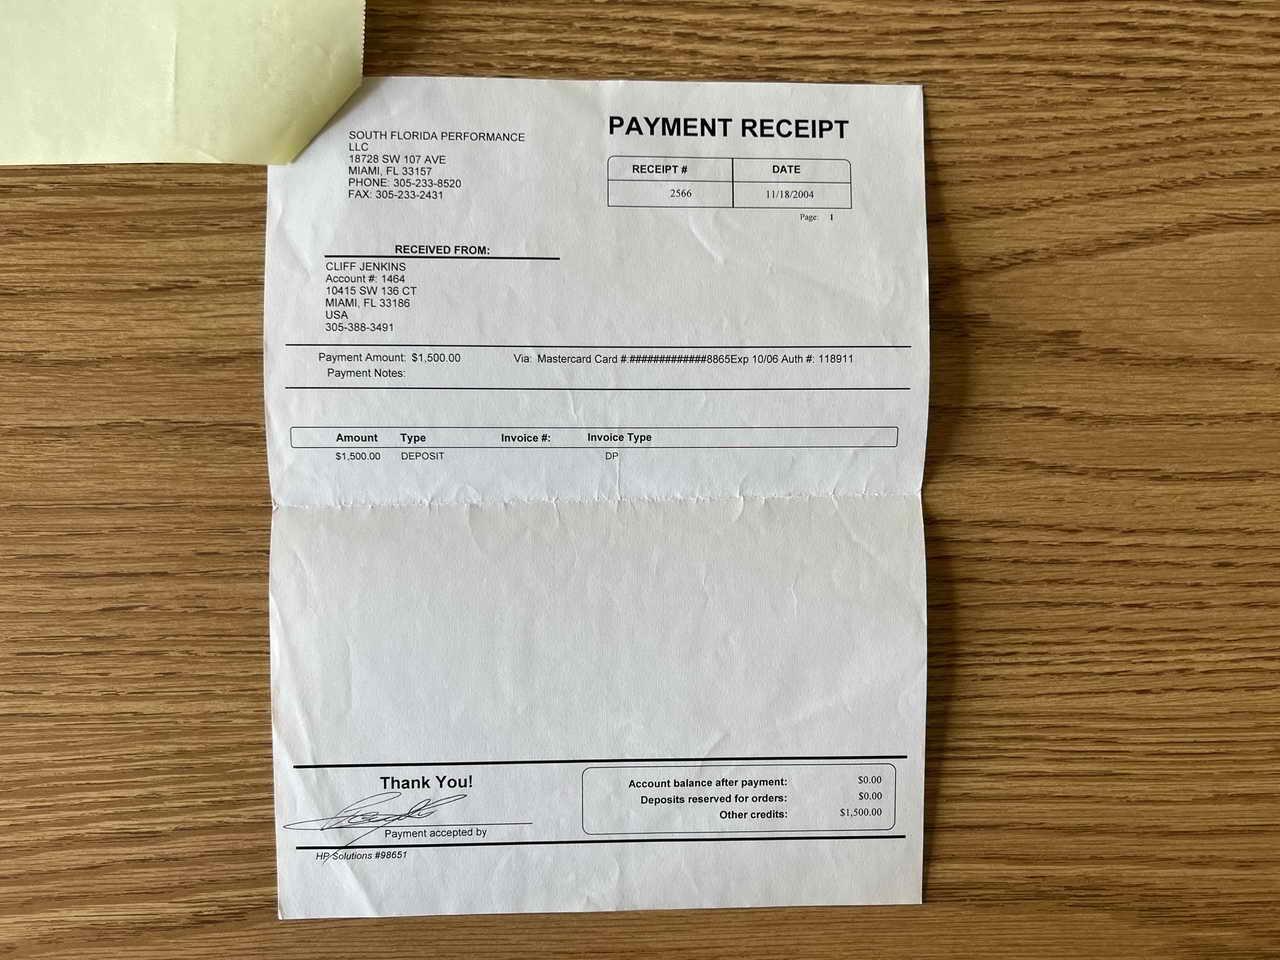 SOUTH FLORIDA PERFORMANCE
LLC
18728 SW 107 AVE
MIAMI, FL 33157
PHONE: 305-233-8520
FAX: 305-233-2431
PAYMENT RECEIPT
RECEIPT # DATE
2566 11/18/2004
Page: 1
RECEIVED FROM:
CLIFF JENKINS
Account #: 1464
10415 SW 136 CT
MIAMI, FL 33186
USA
305-388-3491
Payment Amount: $1,500.00 Via: Mastercard Card #:#############8865Exp 10/06 Auth #: 118911
Payment Notes:
Amount Type Invoice #: Invoice Type
$1,500.00 DEPOSIT DP
Thank You!
Payment accepted by
HP Solutions #98651
Account balance after payment: $0.00
Deposits reserved for orders: $0.00
Other credits: $1,500.00